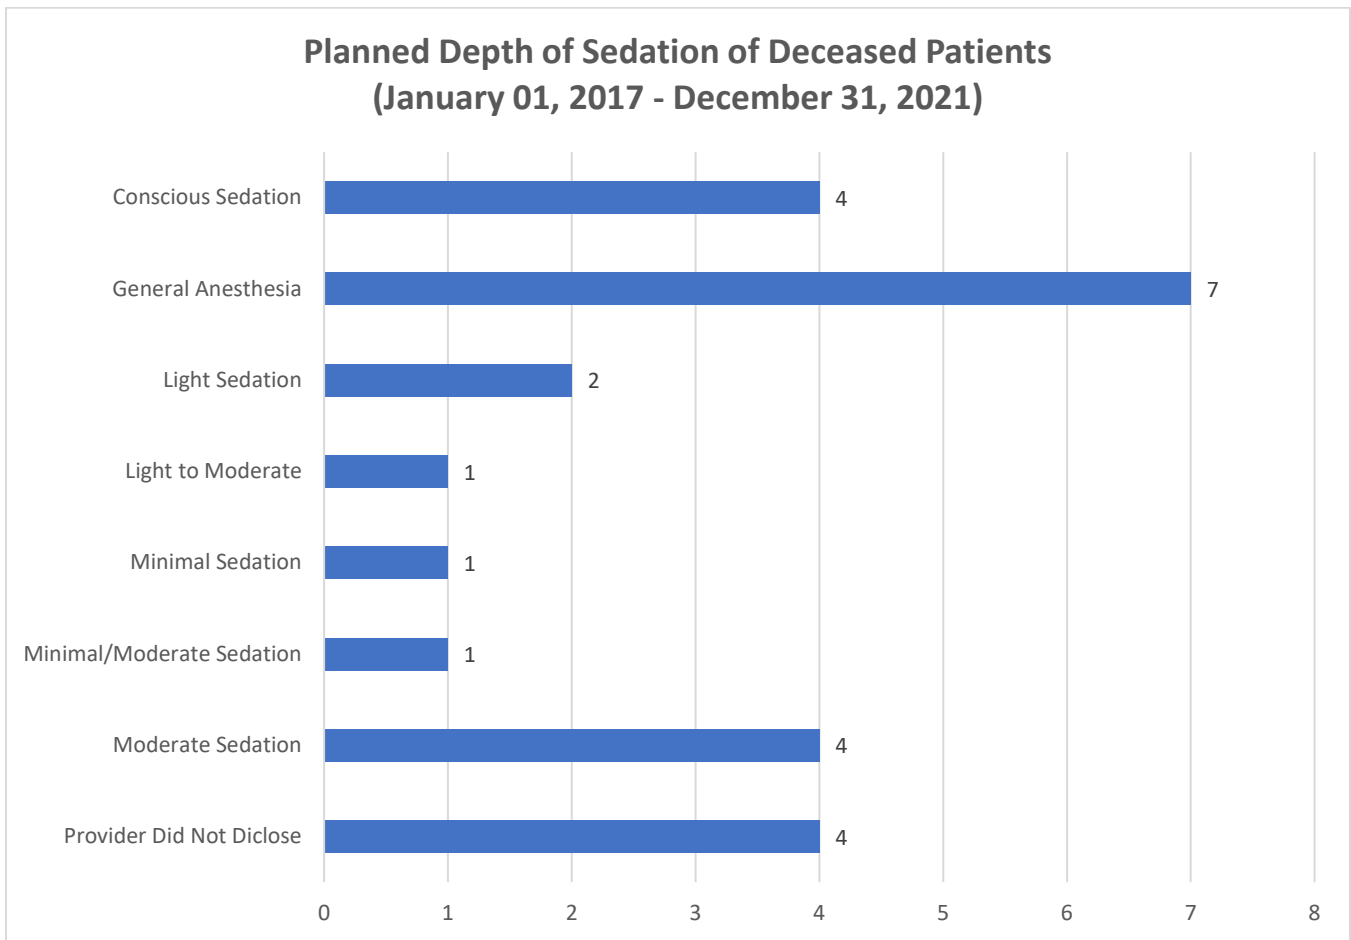 Planned Depth of Sedation of Deceased Patients
(January 01, 2017 - December 31, 2021)
Conscious Sedation 4
General Anesthesia 7
Light Sedation 2
Light to Moderate 1
Minimal Sedation 1
Minimal/Moderate Sedation 1
Moderate Sedation 4
Provider Did Not Diclose 4
0 1 2 3 4 5 6 7 8